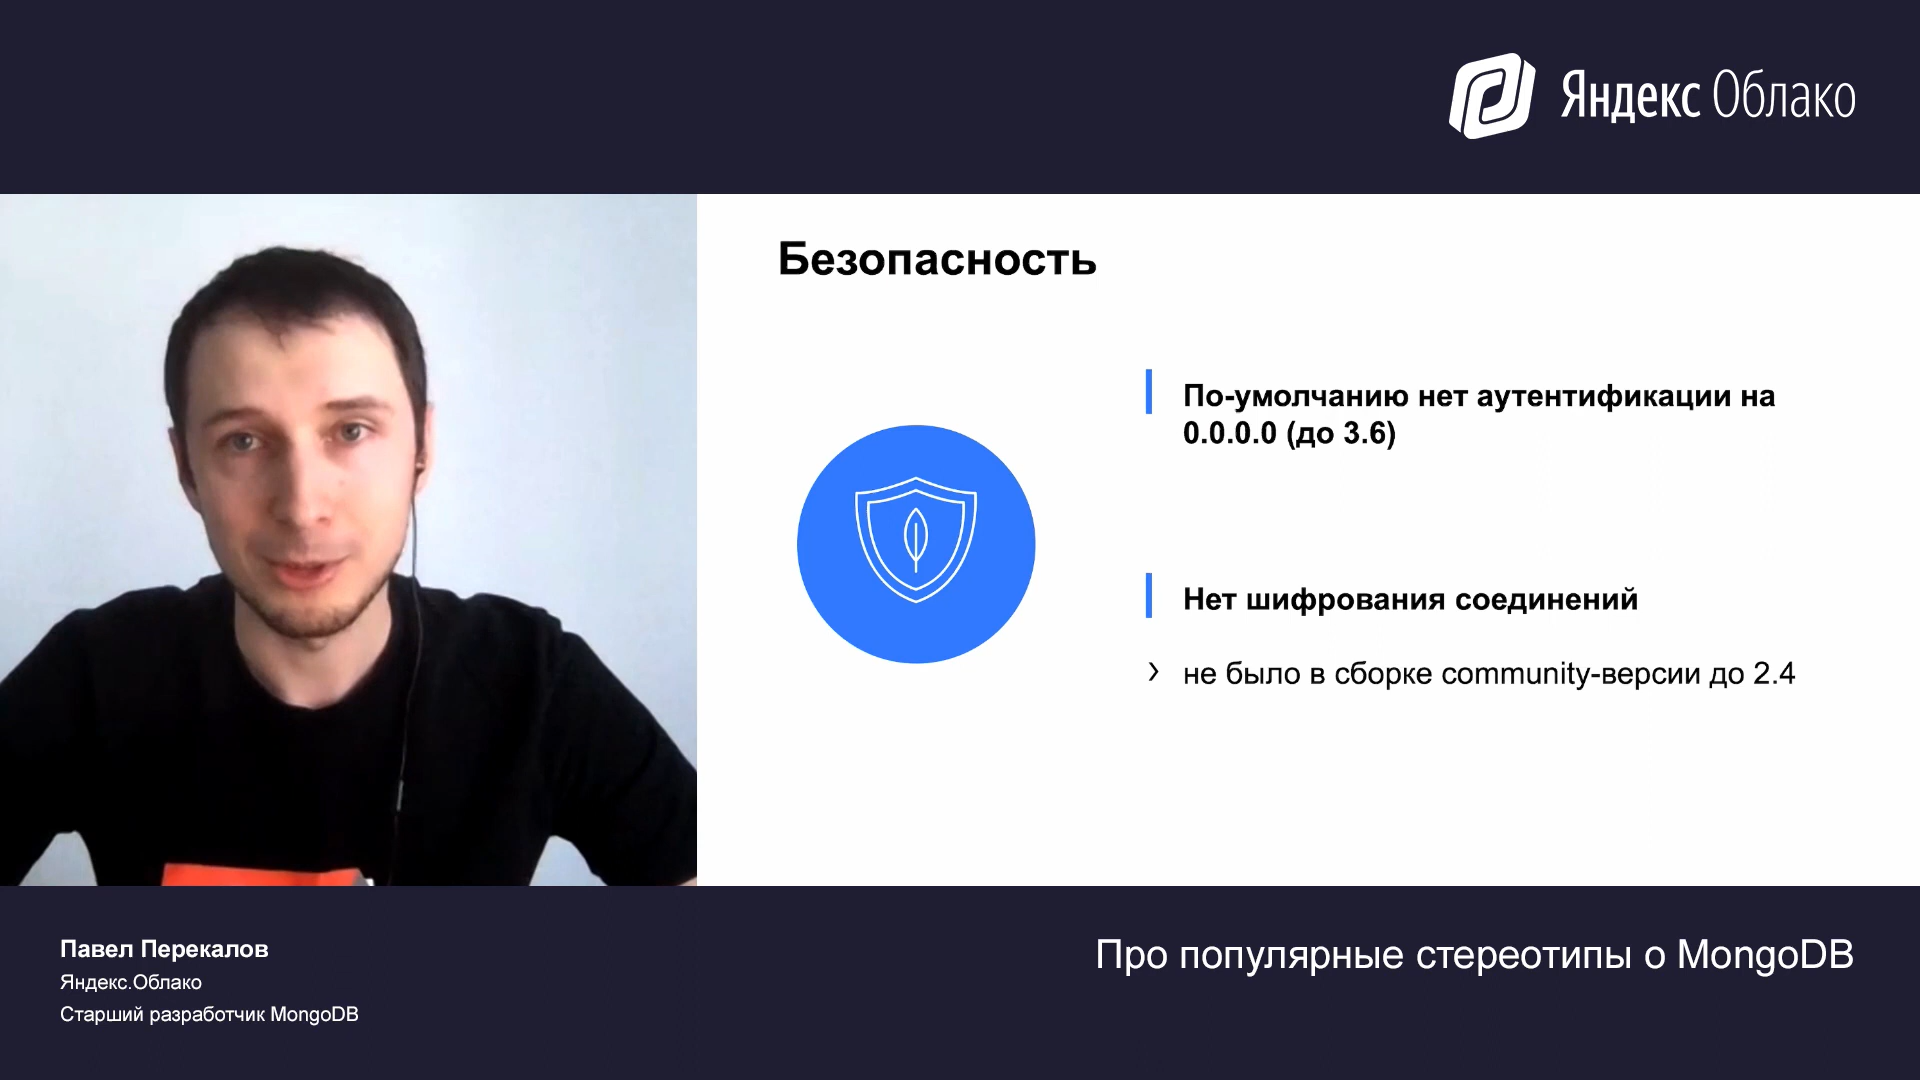 Яндекс Облако
Безопасность
По-умолчанию нет аутентификации на
0.0.0.0 (до 3.6)
Нет шифрования соединений
› не было в сборке community-версии до 2.4
Павел Перекалов
Яндекс.Облако
Старший разработчик MongoDB
Про популярные стереотипы о MongoDB